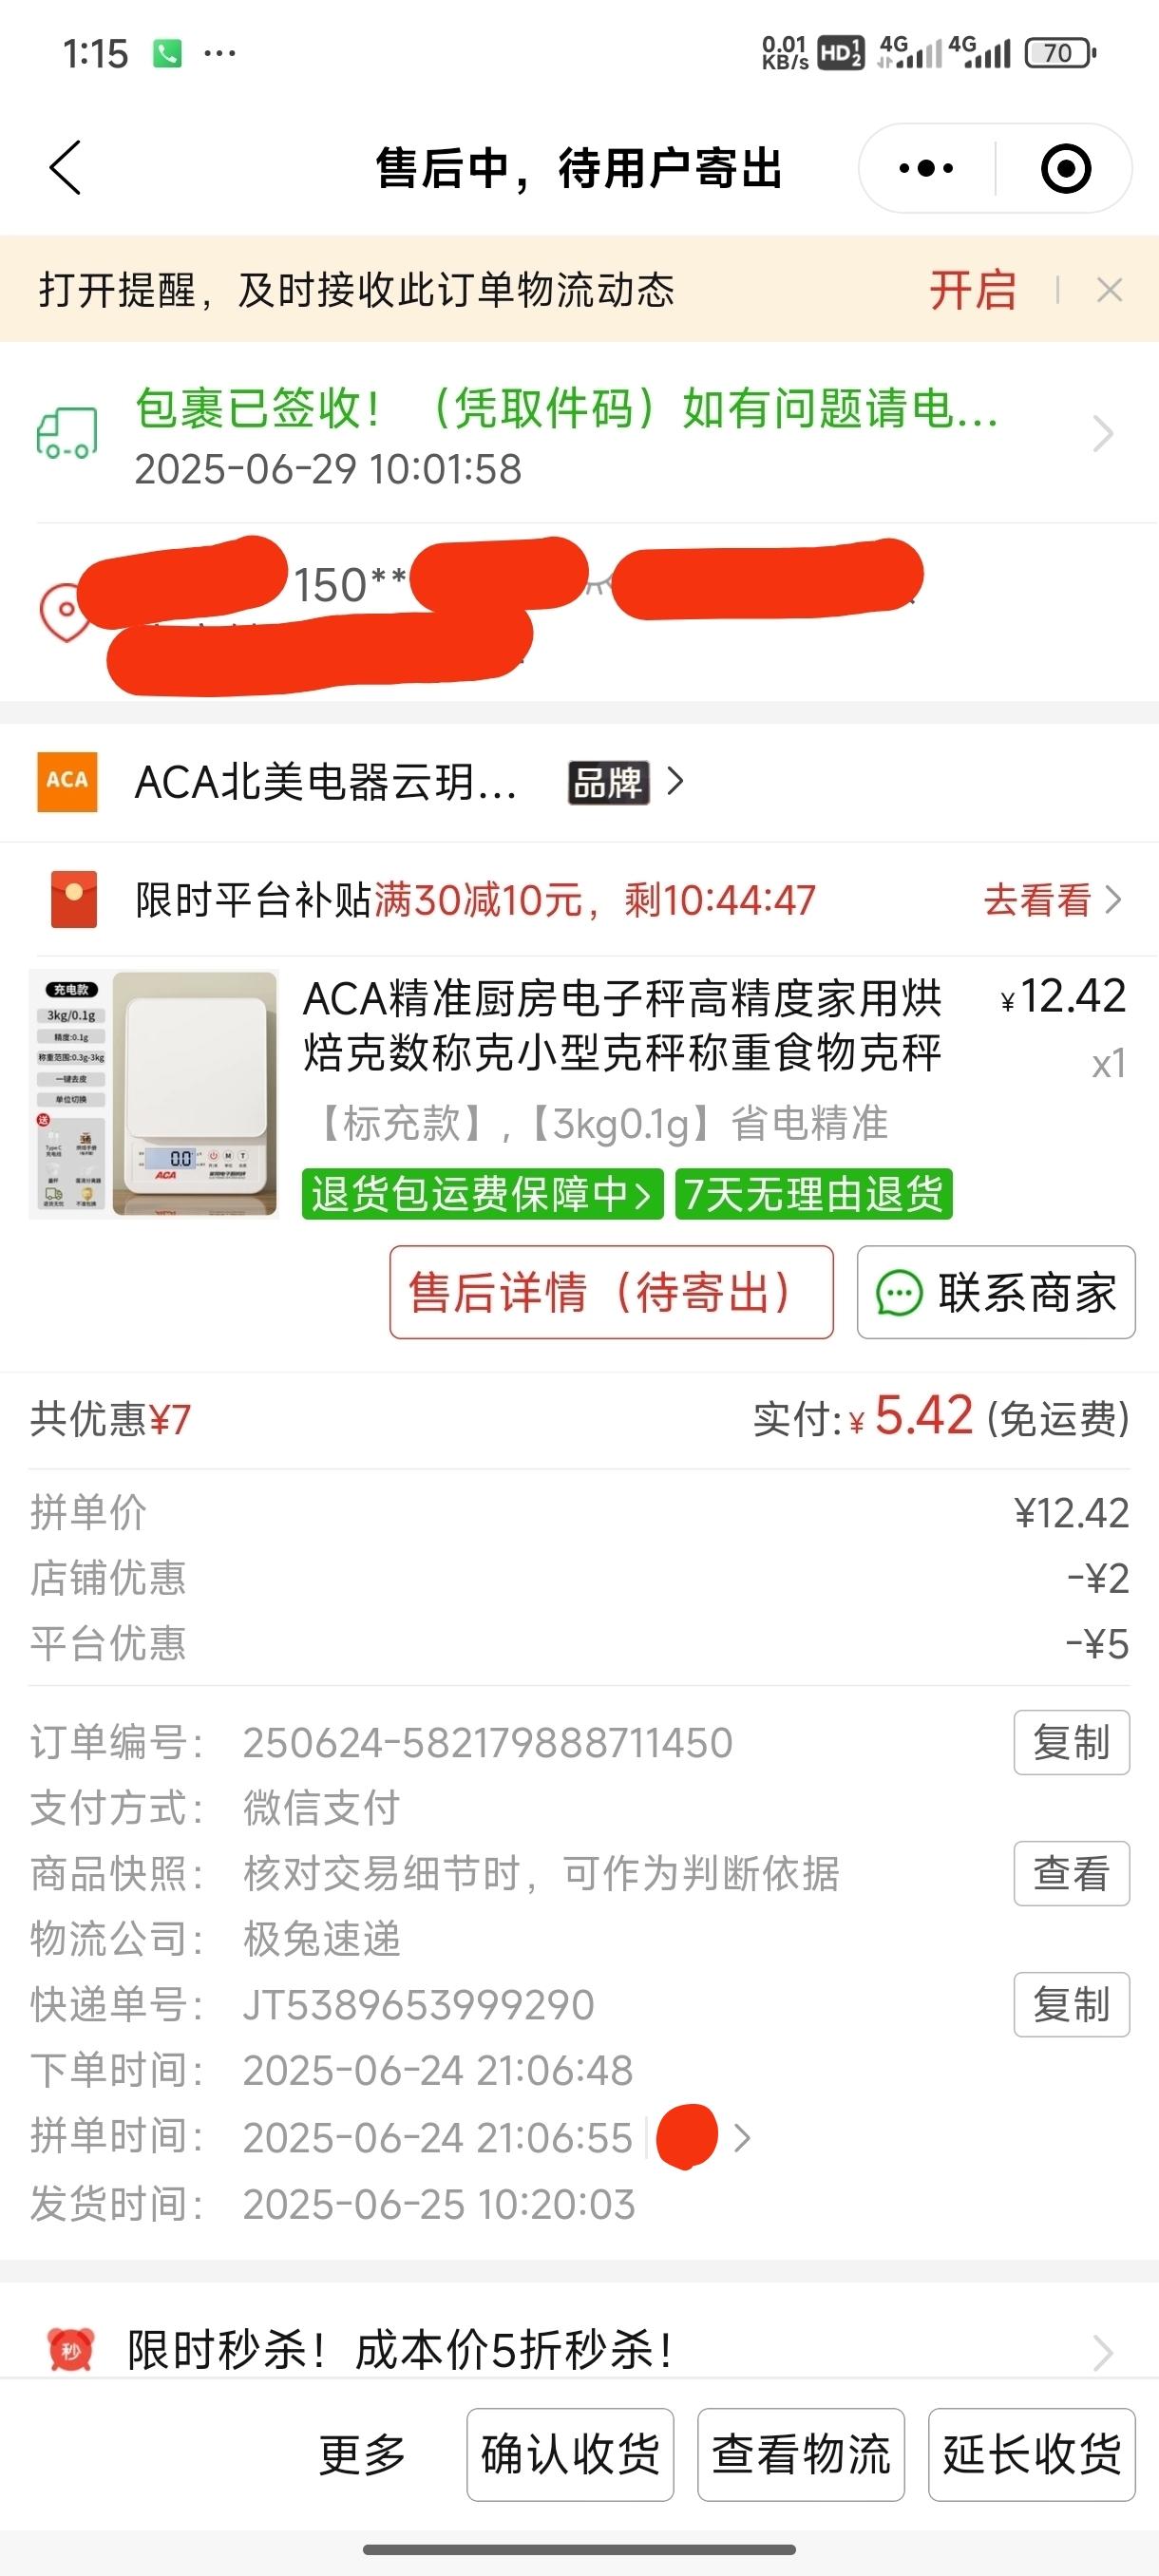 1:15 ...
0.01 KB/s HD 1 2 4G 4G 70
售后中，待用户寄出
打开提醒，及时接收此订单物流动态 开启
包裹已签收！（凭取件码）如有问题请电...
2025-06-29 10:01:58
150**
ACA ACA北美电器云玥... 品牌
限时平台补贴满30减10元，剩10:44:47 去看看
充电款
3kg/0.1g
精度:0.1g
称重范围:0.3g-3kg
一键去皮
单位切换
送
0.0
ACA
ACA精准厨房电子秤高精度家用烘 ¥12.42
焙克数称克小型克秤称重食物克秤 x1
【标充款】,【3kg0.1g】省电精准
退货包运费保障中 7天无理由退货
售后详情（待寄出） 联系商家
共优惠¥7 实付:¥5.42 (免运费)
拼单价 ¥12.42
店铺优惠 -¥2
平台优惠 -¥5
订单编号： 250624-582179888711450 复制
支付方式： 微信支付
商品快照： 核对交易细节时，可作为判断依据 查看
物流公司： 极兔速递
快递单号： JT5389653999290 复制
下单时间： 2025-06-24 21:06:48
拼单时间： 2025-06-24 21:06:55
发货时间： 2025-06-25 10:20:03
秒 限时秒杀！成本价5折秒杀！
更多 确认收货 查看物流 延长收货